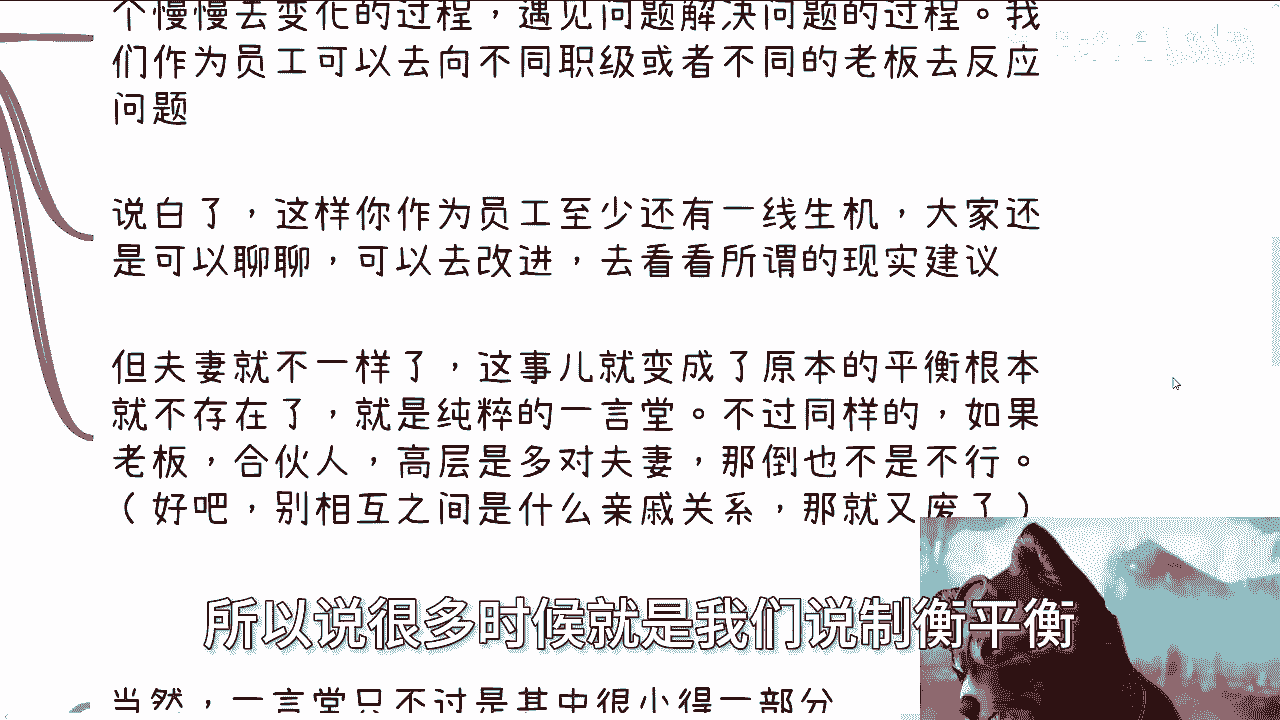 个慢慢去变化的过程，遇见问题解决问题的过程。我
们作为员工可以去向不同职级或者不同的老板去反应
问题
说白了，这样你作为员工至少还有一线生机，大家还
是可以聊聊，可以去改进，去看看所谓的现实建议
但夫妻就不一样了，这事儿就变成了原本的平衡根本
就不存在了，就是纯粹的一言堂。不过同样的，如果
老板，合伙人，高层是多对夫妻，那倒也不是不行。
（好吧，别相互之间是什么亲戚关系，那就又废了）
所以说很多时候就是我们说制衡平衡
当然，一言堂只不过是其中很小得一部分